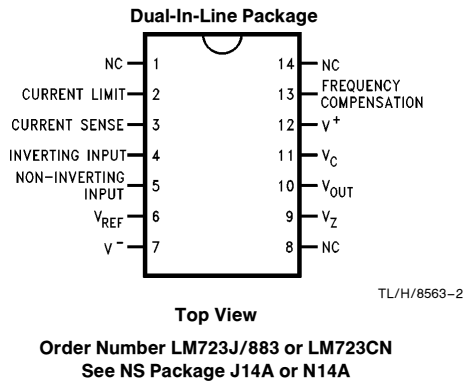 Dual-In-Line Package
NC 1 14 NC
CURRENT LIMIT 2 13 FREQUENCY
COMPENSATION
CURRENT SENSE 3 12 V+
INVERTING INPUT 4 11 VC
NON-INVERTING
INPUT 5 10 VOUT
VREF 6 9 VZ
V− 7 8 NC
TL/H/8563–2
Top View
Order Number LM723J/883 or LM723CN
See NS Package J14A or N14A